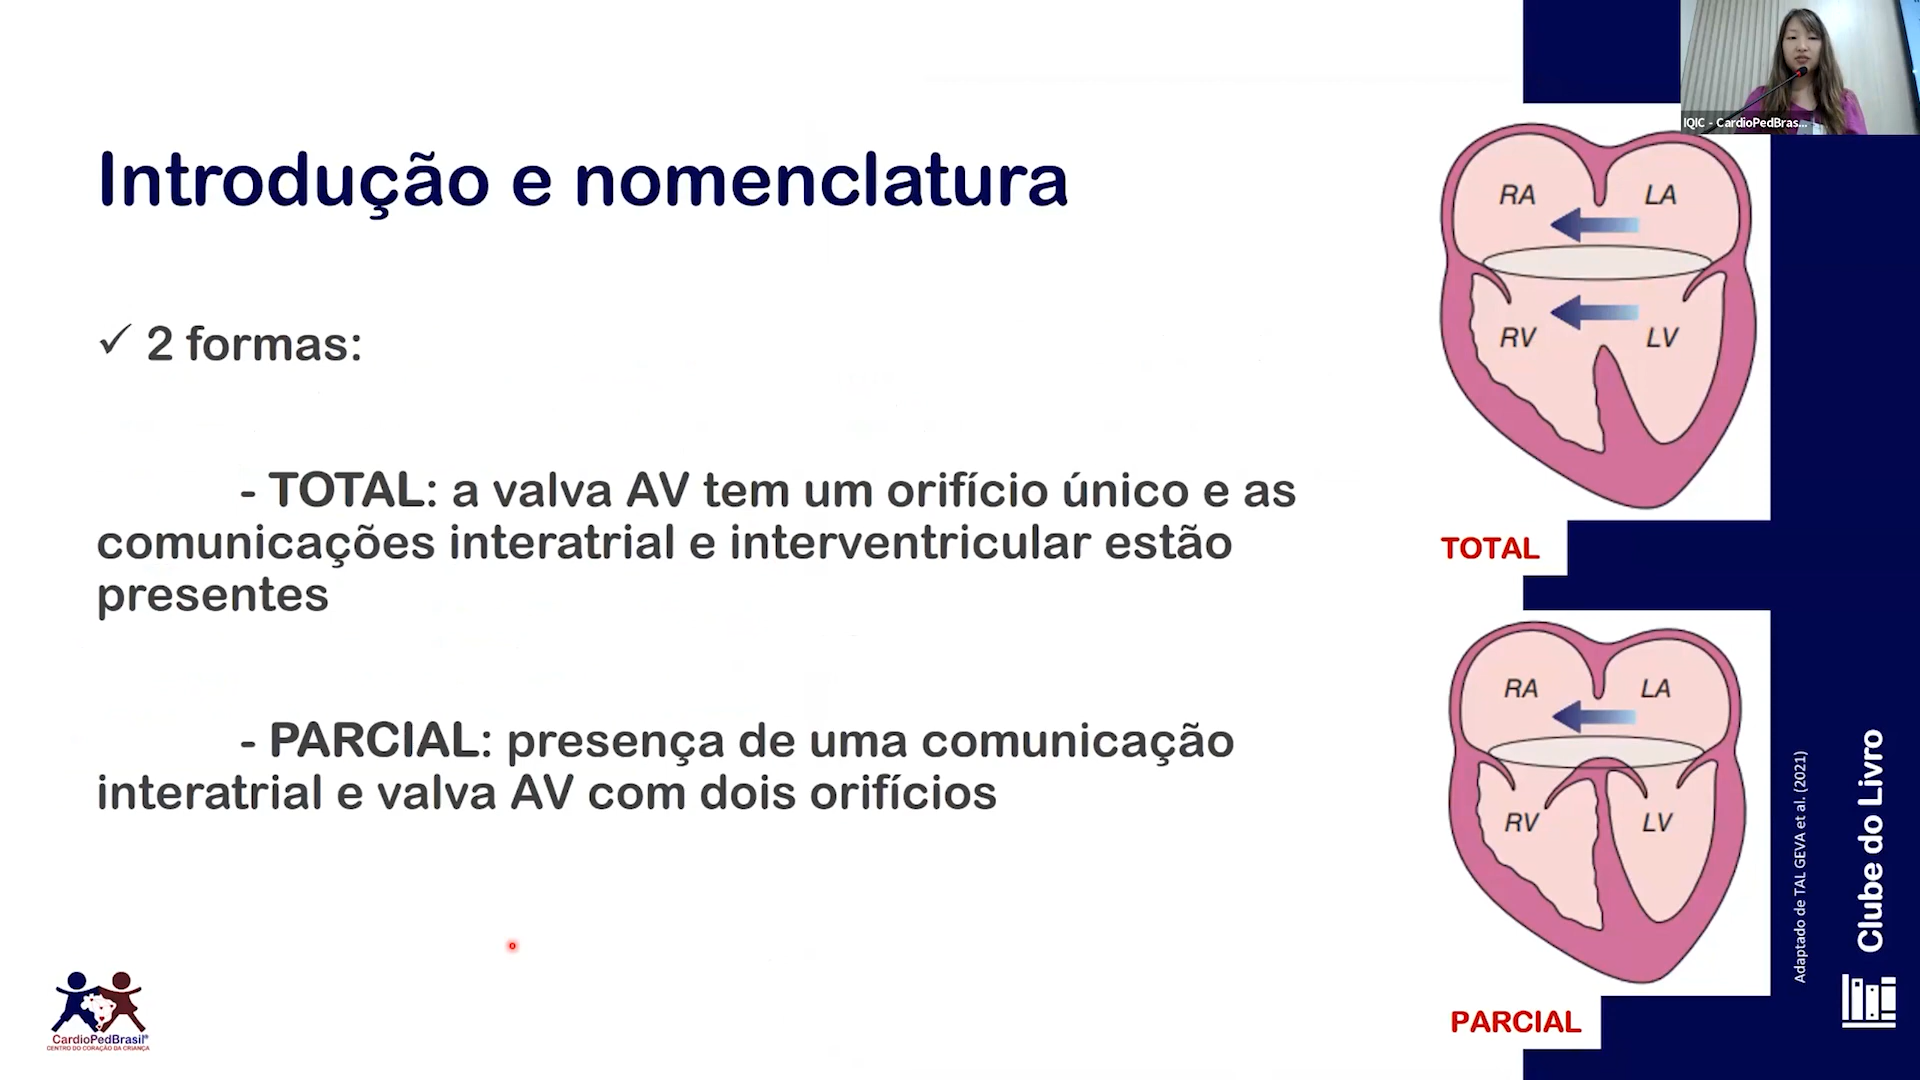 IQIC - CardioPedBras...
Introdução e nomenclatura
✓ 2 formas:
- TOTAL: a valva AV tem um orifício único e as
comunicações interatrial e interventricular estão
presentes
- PARCIAL: presença de uma comunicação
interatrial e valva AV com dois orifícios
RA LA
RV LV
TOTAL
RA LA
RV LV
PARCIAL
Adaptado de TAL GEVA et al. (2021)
Clube do Livro
CardioPedBrasil®
CENTRO DO CORAÇÃO DA CRIANÇA